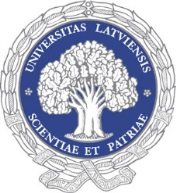 UNIVERSITAS LATVIENSIS
SCIENTIAE ET PATRIAE